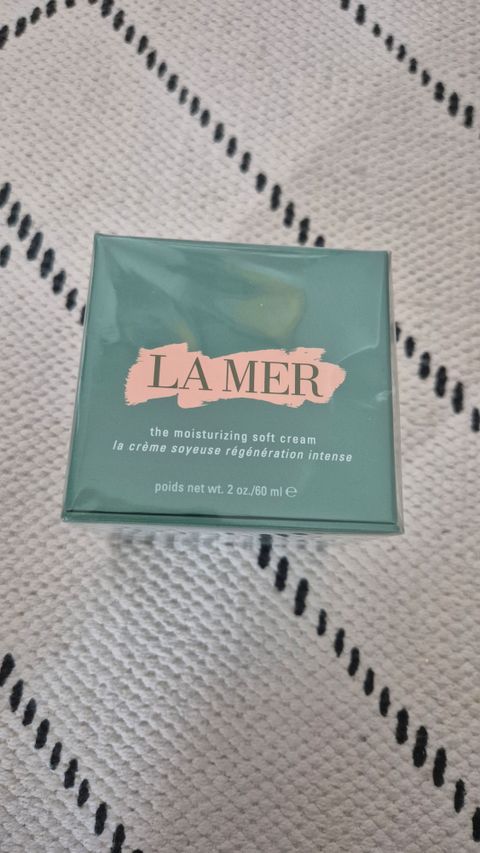 LA MER
the moisturizing soft cream
la crème soyeuse régénération intense
poids net wt. 2 oz./60 ml ℮